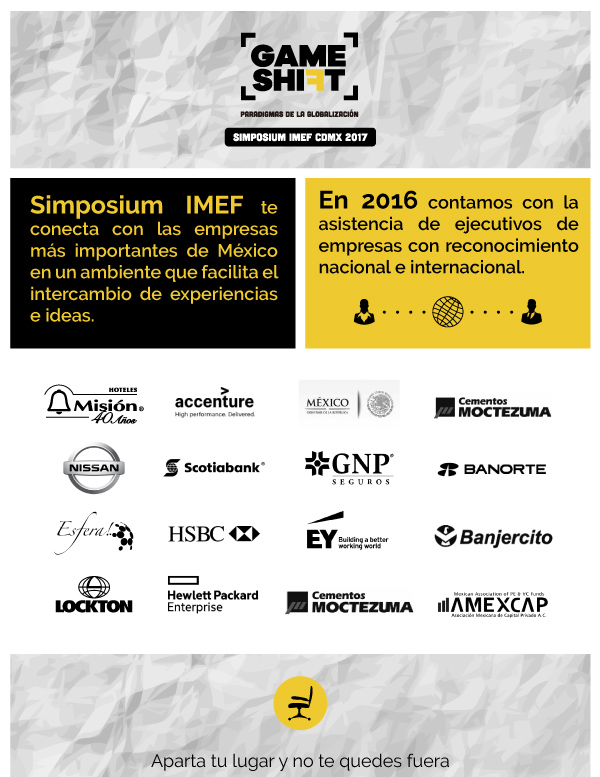 GAME
SHIFT
PARADIGMAS DE LA GLOBALIZACIÓN
SIMPOSIUM IMEF CDMX 2017
Simposium IMEF te
conecta con las empresas
más importantes de México
en un ambiente que facilita el
intercambio de experiencias
e ideas.
En 2016 contamos con la
asistencia de ejecutivos de
empresas con reconocimiento
nacional e internacional.
HOTELES
Misión®
40 Años
accenture
High performance. Delivered.
MÉXICO
GOBIERNO DE LA REPÚBLICA
Cementos
MOCTEZUMA
NISSAN
Scotiabank®
GNP®
SEGUROS
BANORTE
Esfera!
HSBC
EY Building a better
working world
Banjercito
LOCKTON
Hewlett Packard
Enterprise
Cementos
MOCTEZUMA
Mexican Association of PE & VC Funds
AMEXCAP
Asociación Mexicana de Capital Privado A.C.
Aparta tu lugar y no te quedes fuera